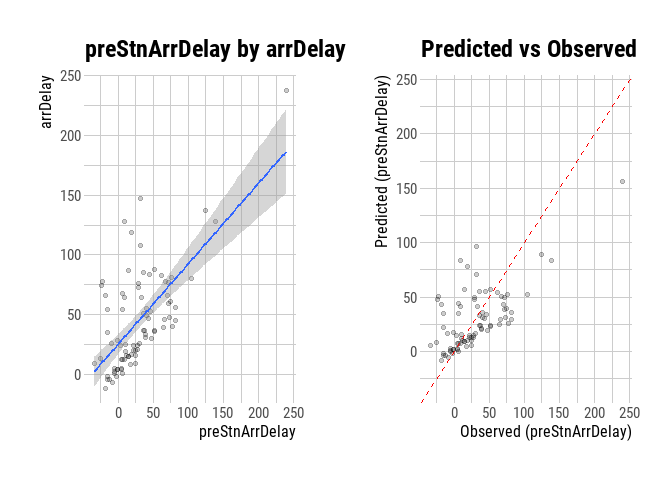 preStnArrDelay by arrDelay
arrDelay
250
200
150
100
50
0
0 50 100 150 200 250
preStnArrDelay
Predicted vs Observed
Predicted (preStnArrDelay)
250
200
150
100
50
0
0 50 100 150 200 250
Observed (preStnArrDelay)